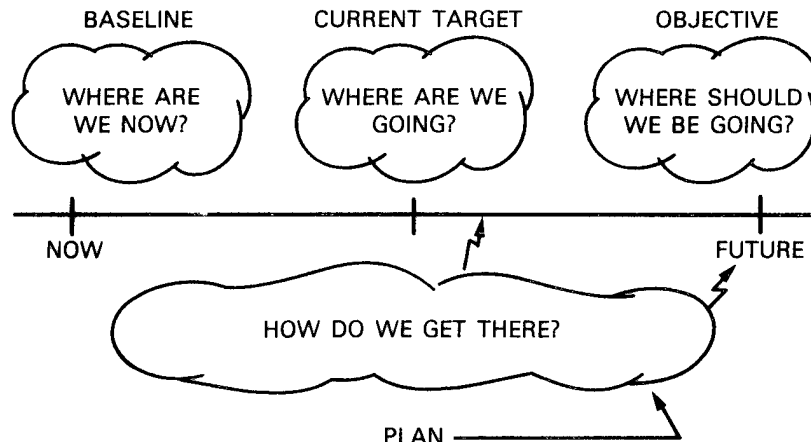 BASELINE
CURRENT TARGET
OBJECTIVE
WHERE ARE
WE NOW?
WHERE ARE WE
GOING?
WHERE SHOULD
WE BE GOING?
NOW
FUTURE
HOW DO WE GET THERE?
PLAN